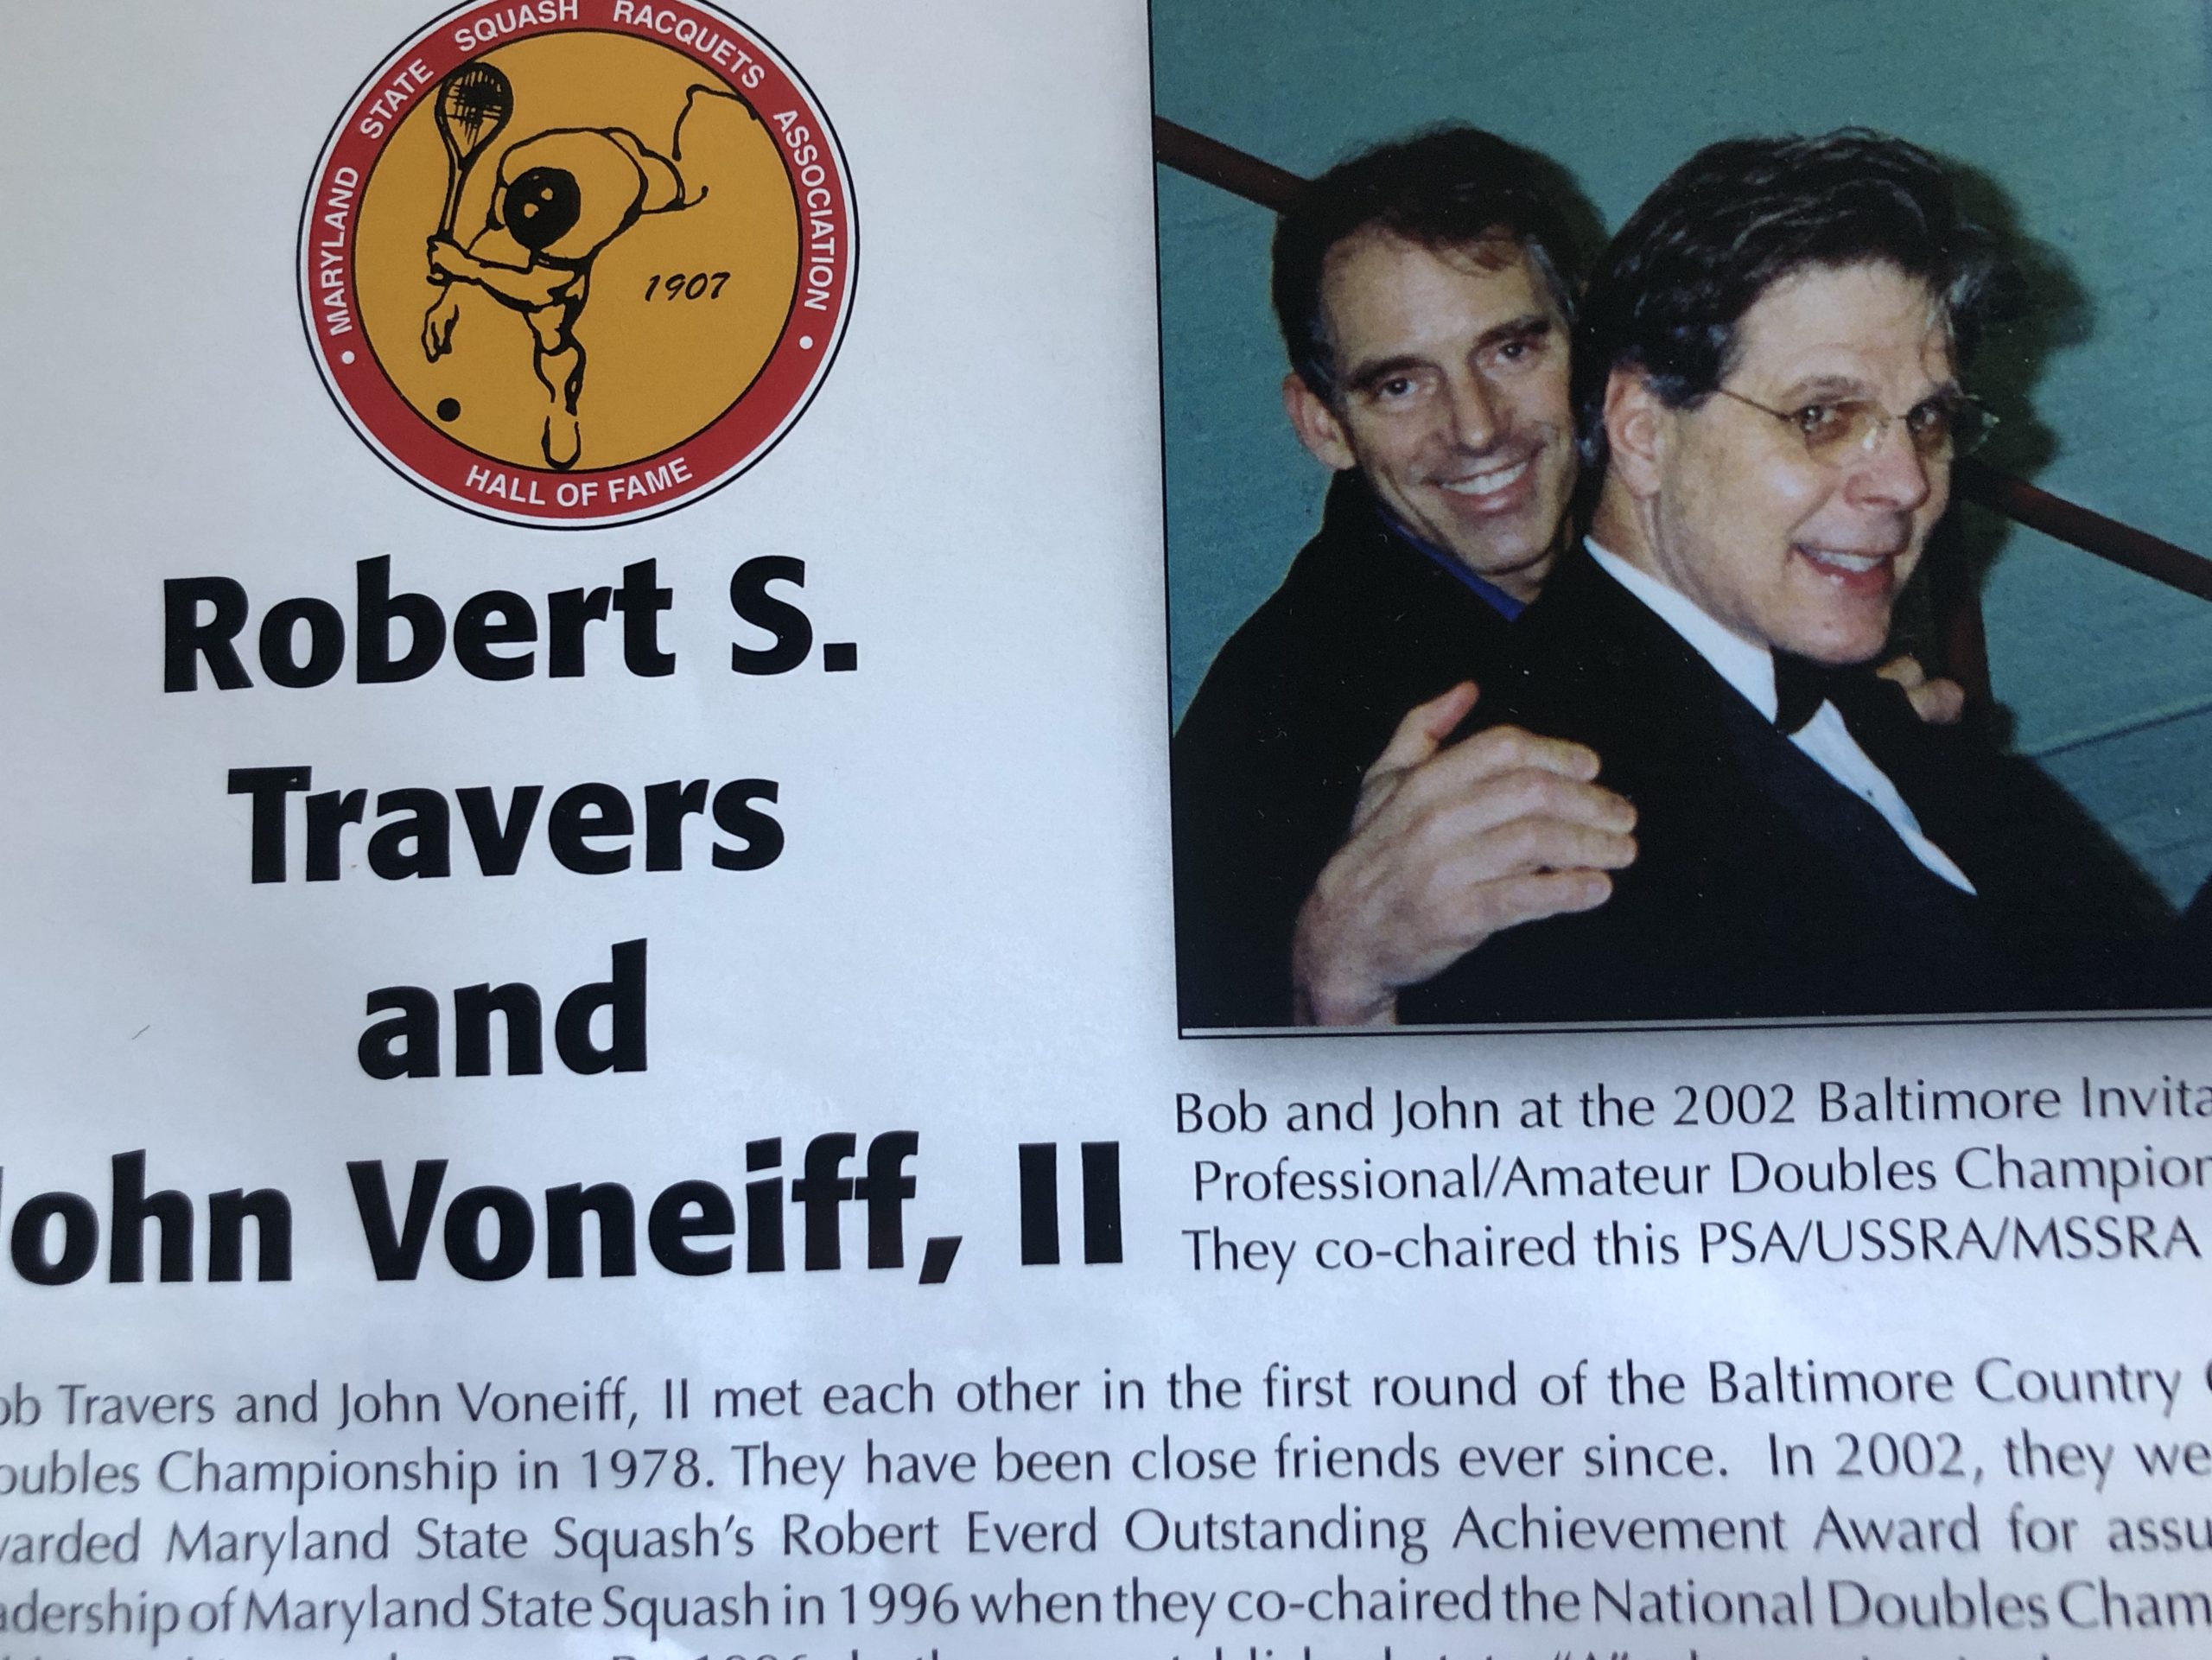 MARYLAND STATE SQUASH RACQUETS ASSOCIATION
1907
HALL OF FAME
Robert S.
Travers
and
John Voneiff, II
Bob and John at the 2002 Baltimore Invita
Professional/Amateur Doubles Champion
They co-chaired this PSA/USSRA/MSSRA
ob Travers and John Voneiff, II met each other in the first round of the Baltimore Country
oubles Championship in 1978. They have been close friends ever since. In 2002, they we
warded Maryland State Squash's Robert Everd Outstanding Achievement Award for assu
adership of Maryland State Squash in 1996 when they co-chaired the National Doubles Cham